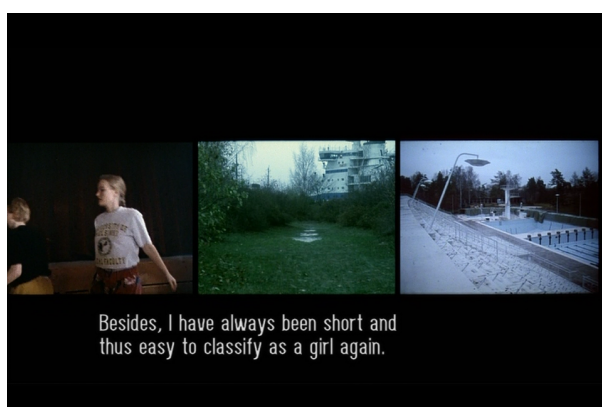 Besides, I have always been short and
thus easy to classify as a girl again.